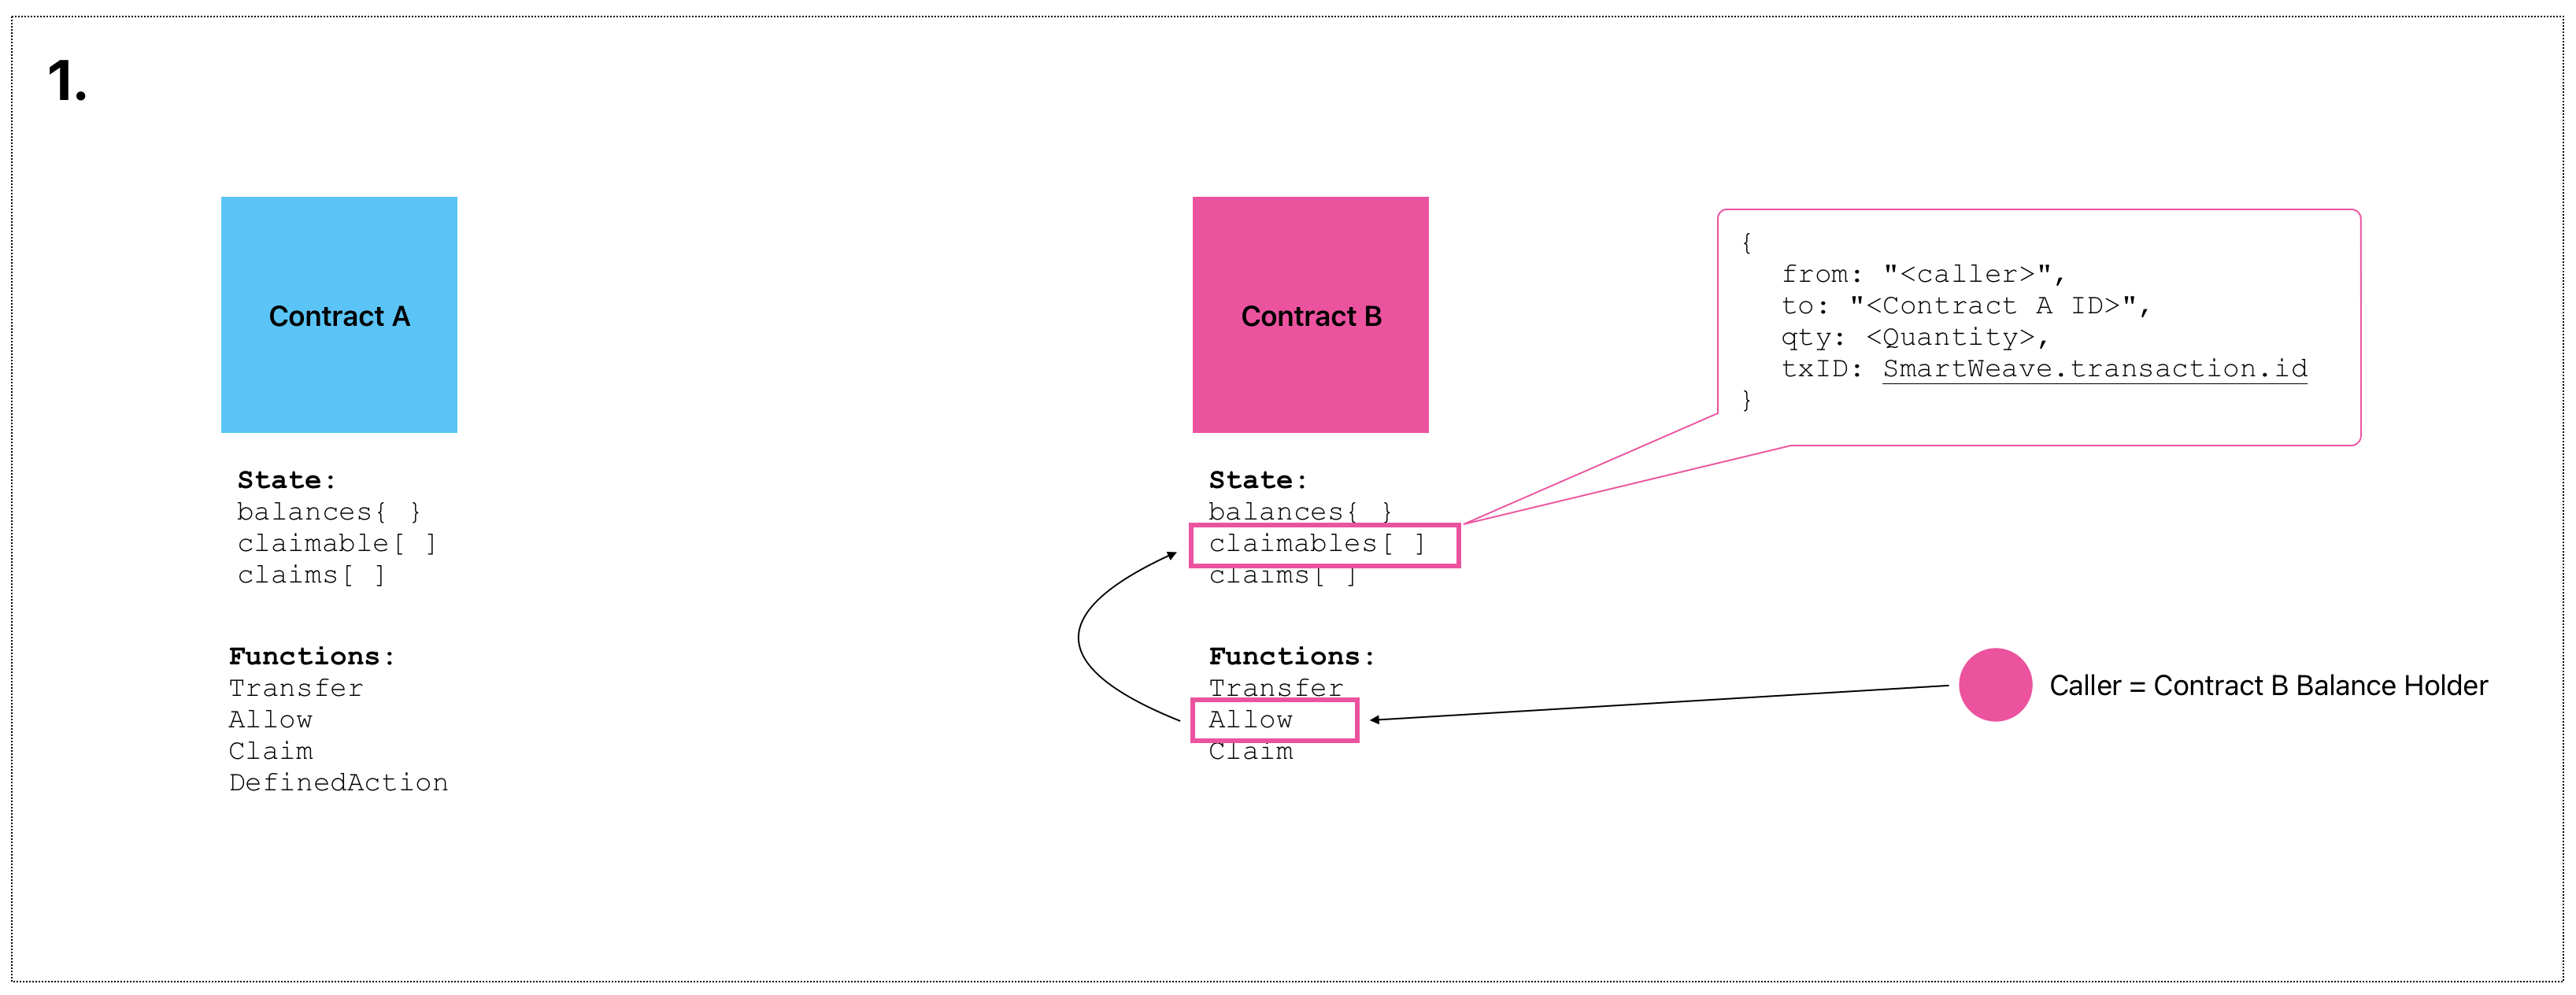 1.
Contract A
State:
balances{ }
claimable[ ]
claims[ ]
Functions:
Transfer
Allow
Claim
DefinedAction
Contract B
State:
balances{ }
claimables[ ]
claims[ ]
Functions:
Transfer
Allow
Claim
{
from: "<caller>",
to: "<Contract A ID>",
qty: <Quantity>,
txID: SmartWeave.transaction.id
}
Caller = Contract B Balance Holder